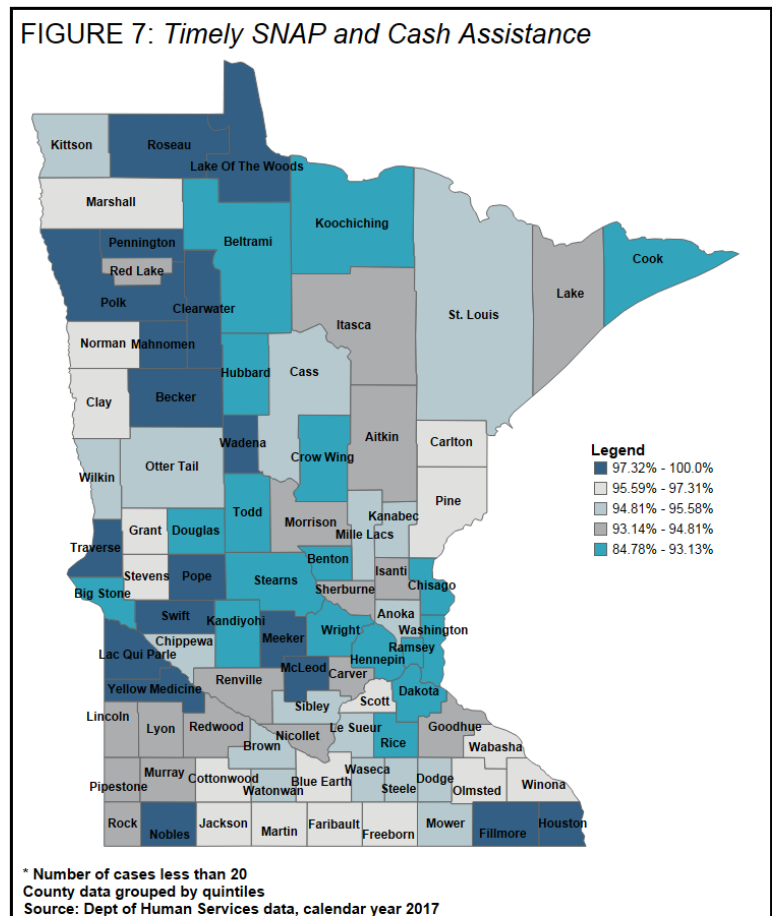 FIGURE 7: Timely SNAP and Cash Assistance
Kittson
Roseau
Lake Of The Woods
Marshall
Koochiching
Beltrami
Pennington
Red Lake
Cook
Polk
Clearwater
Lake
St. Louis
Itasca
Norman
Mahnomen
Hubbard
Cass
Clay
Becker
Aitkin
Wadena
Carlton
Crow Wing
Otter Tail
Wilkin
Pine
Todd
Morrison
Kanabec
Grant
Douglas
Mille Lacs
Traverse
Benton
Isanti
Stevens
Pope
Stearns
Chisago
Sherburne
Big Stone
Anoka
Swift
Kandiyohi
Wright
Washington
Chippewa
Meeker
Ramsey
Lac Qui Parle
Hennepin
McLeod
Carver
Renville
Yellow Medicine
Dakota
Scott
Sibley
Lincoln
Lyon
Redwood
Le Sueur
Rice
Goodhue
Nicollet
Brown
Wabasha
Murray
Waseca
Pipestone
Cottonwood
Blue Earth
Steele
Dodge
Winona
Watonwan
Olmsted
Rock
Nobles
Jackson
Martin
Faribault
Freeborn
Mower
Fillmore
Houston
Legend
97.32% - 100.0%
95.59% - 97.31%
94.81% - 95.58%
93.14% - 94.81%
84.78% - 93.13%
* Number of cases less than 20
County data grouped by quintiles
Source: Dept of Human Services data, calendar year 2017